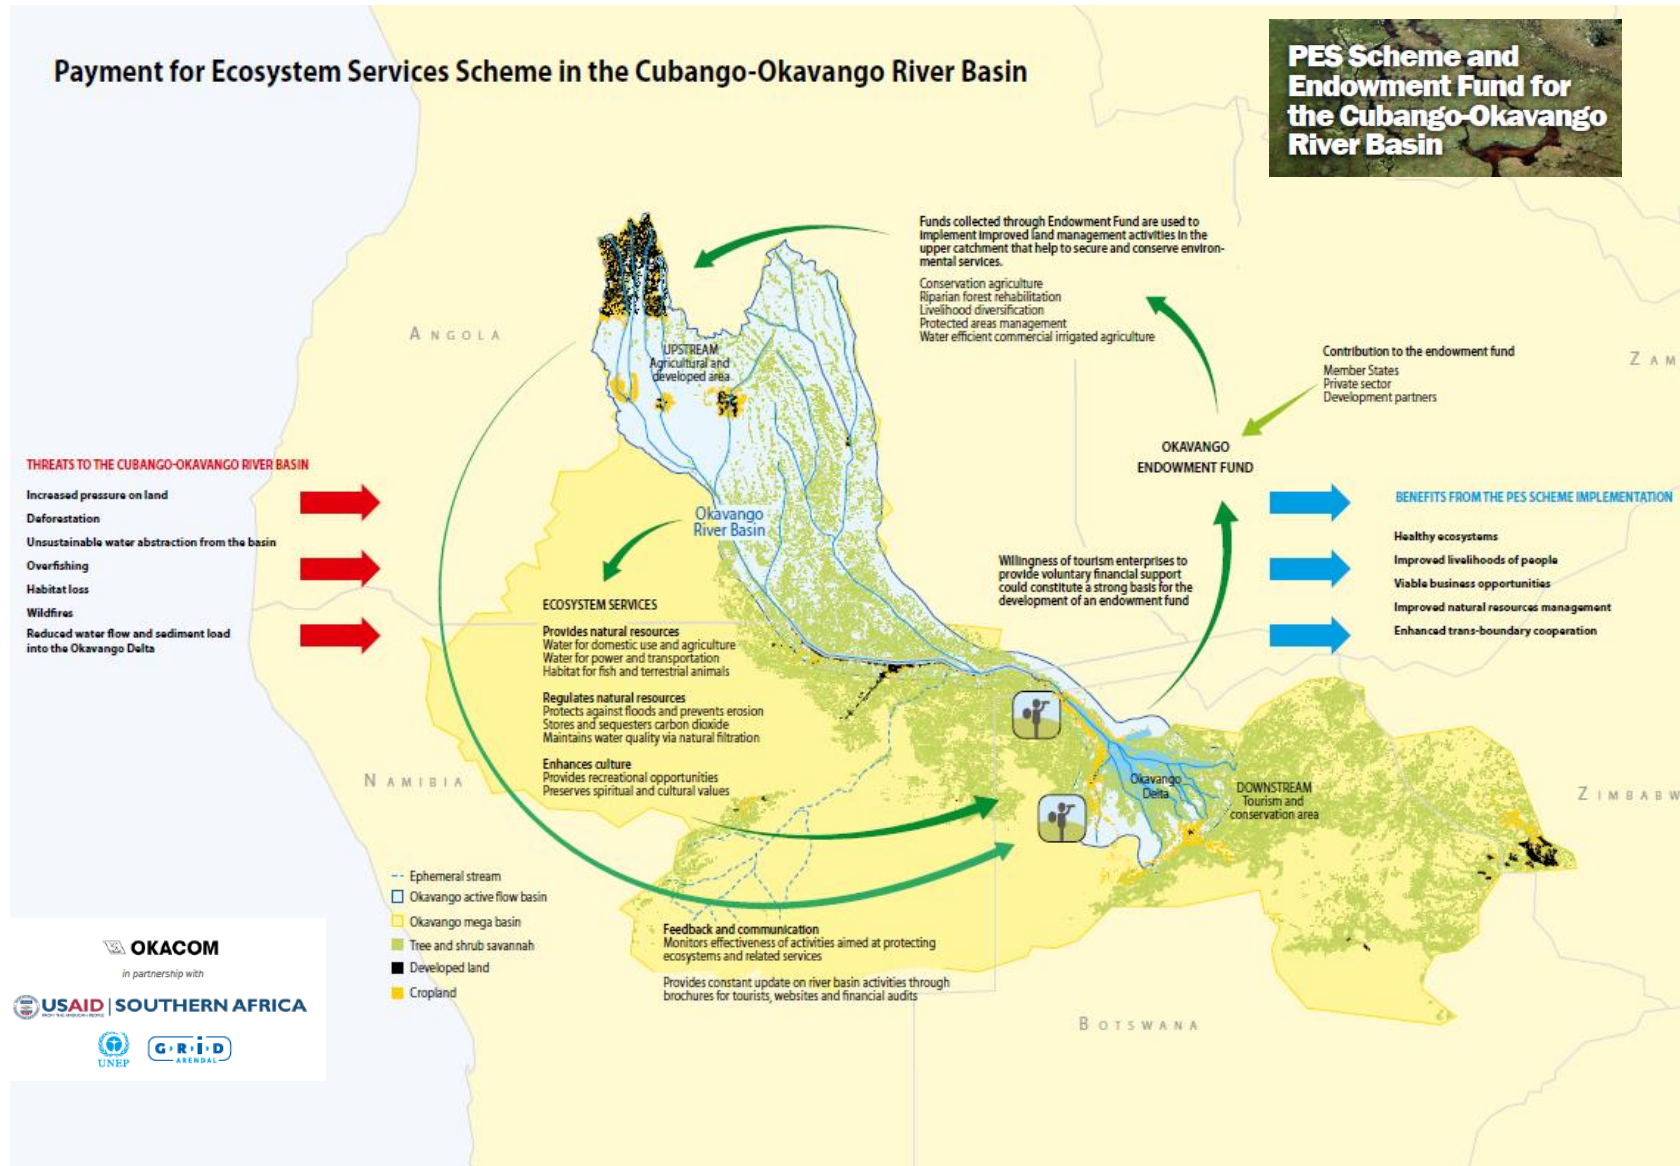 Payment for Ecosystem Services Scheme in the Cubango-Okavango River Basin
PES Scheme and
Endowment Fund for
the Cubango-Okavango
River Basin
Funds collected through Endowment Fund are used to
implement improved land management activities in the
upper catchment that help to secure and conserve environ-
mental services.
Conservation agriculture
Riparian forest rehabilitation
Livelihood diversification
Protected areas management
Water efficient commercial irrigated agriculture
ANGOLA
UPSTREAM
Agricultural and
developed area
Contribution to the endowment fund
Member States
Private sector
Development partners
ZAM
OKAVANGO
ENDOWMENT FUND
THREATS TO THE CUBANGO-OKAVANGO RIVER BASIN
Increased pressure on land
Deforestation
Unsustainable water abstraction from the basin
Overfishing
Habitat loss
Wildfires
Reduced water flow and sediment load
into the Okavango Delta
Okavango
River Basin
BENEFITS FROM THE PES SCHEME IMPLEMENTATION
Healthy ecosystems
Improved livelihoods of people
Viable business opportunities
Improved natural resources management
Enhanced trans-boundary cooperation
Willingness of tourism enterprises to
provide voluntary financial support
could constitute a strong basis for the
development of an endowment fund
ECOSYSTEM SERVICES
Provides natural resources
Water for domestic use and agriculture
Water for power and transportation
Habitat for fish and terrestrial animals
Regulates natural resources
Protects against floods and prevents erosion
Stores and sequesters carbon dioxide
Maintains water quality via natural filtration
Enhances culture
Provides recreational opportunities
Preserves spiritual and cultural values
NAMIBIA
Okavango
Delta
DOWNSTREAM
Tourism and
conservation area
ZIMBABW
Ephemeral stream
Okavango active flow basin
Okavango mega basin
Tree and shrub savannah
Developed land
Cropland
Feedback and communication
Monitors effectiveness of activities aimed at protecting
ecosystems and related services
Provides constant update on river basin activities through
brochures for tourists, websites and financial audits
BOTSWANA
OKACOM
in partnership with
USAID | SOUTHERN AFRICA
FROM THE AMERICAN PEOPLE
UNEP
GRID
ARENDAL